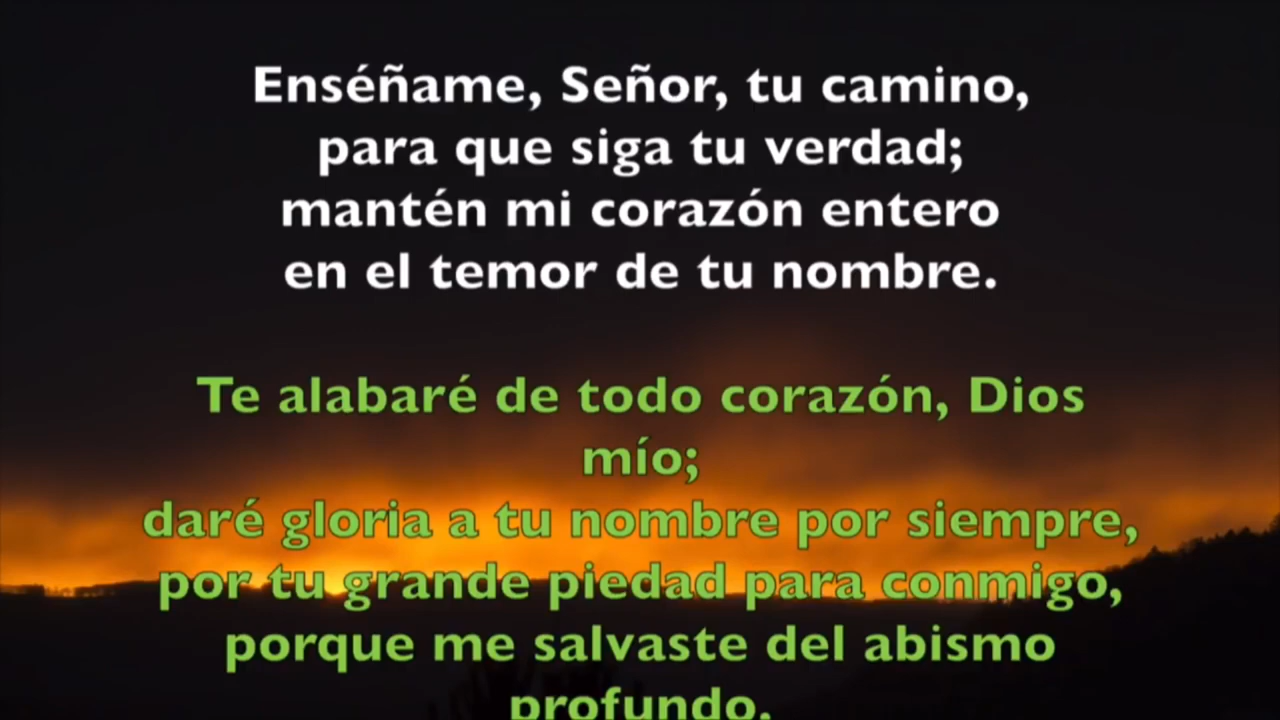 Enséñame, Señor, tu camino,
para que siga tu verdad;
mantén mi corazón entero
en el temor de tu nombre.
Te alabaré de todo corazón, Dios
mío;
daré gloria a tu nombre por siempre,
por tu grande piedad para conmigo,
porque me salvaste del abismo
profundo.